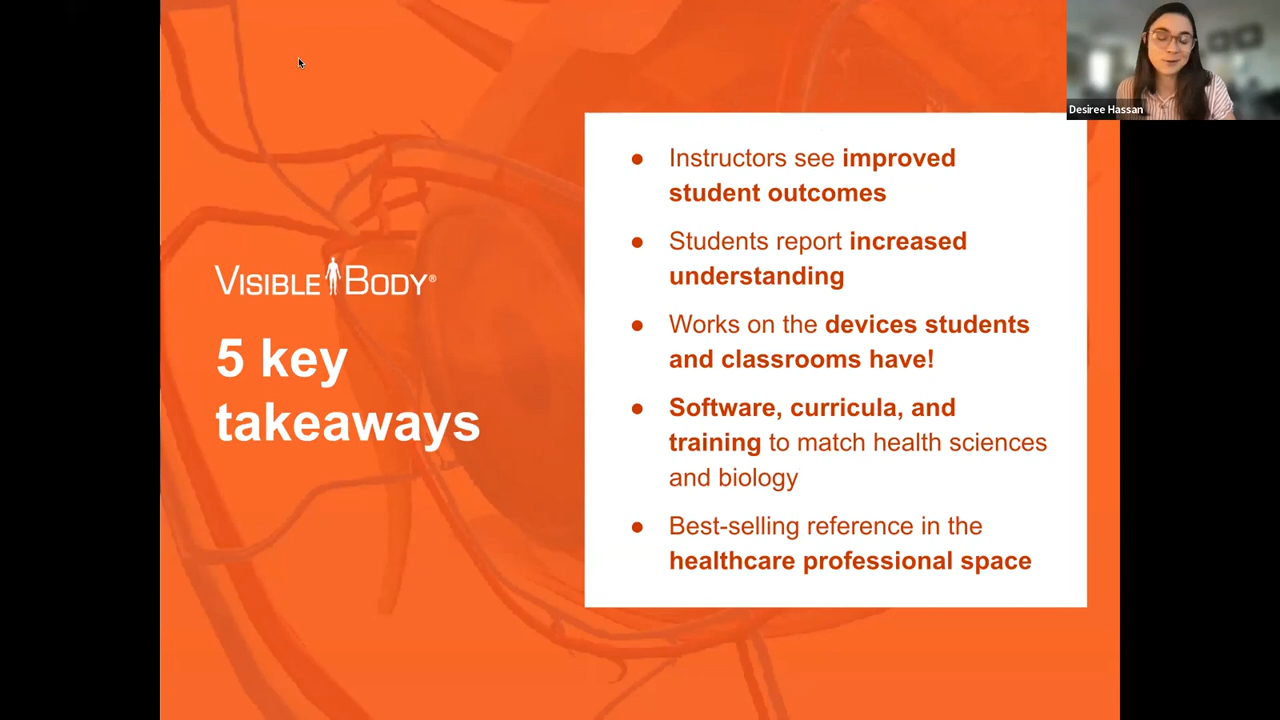 Desiree Hassan
VISIBLE BODY®
5 key
takeaways
● Instructors see improved
student outcomes
● Students report increased
understanding
● Works on the devices students
and classrooms have!
● Software, curricula, and
training to match health sciences
and biology
● Best-selling reference in the
healthcare professional space